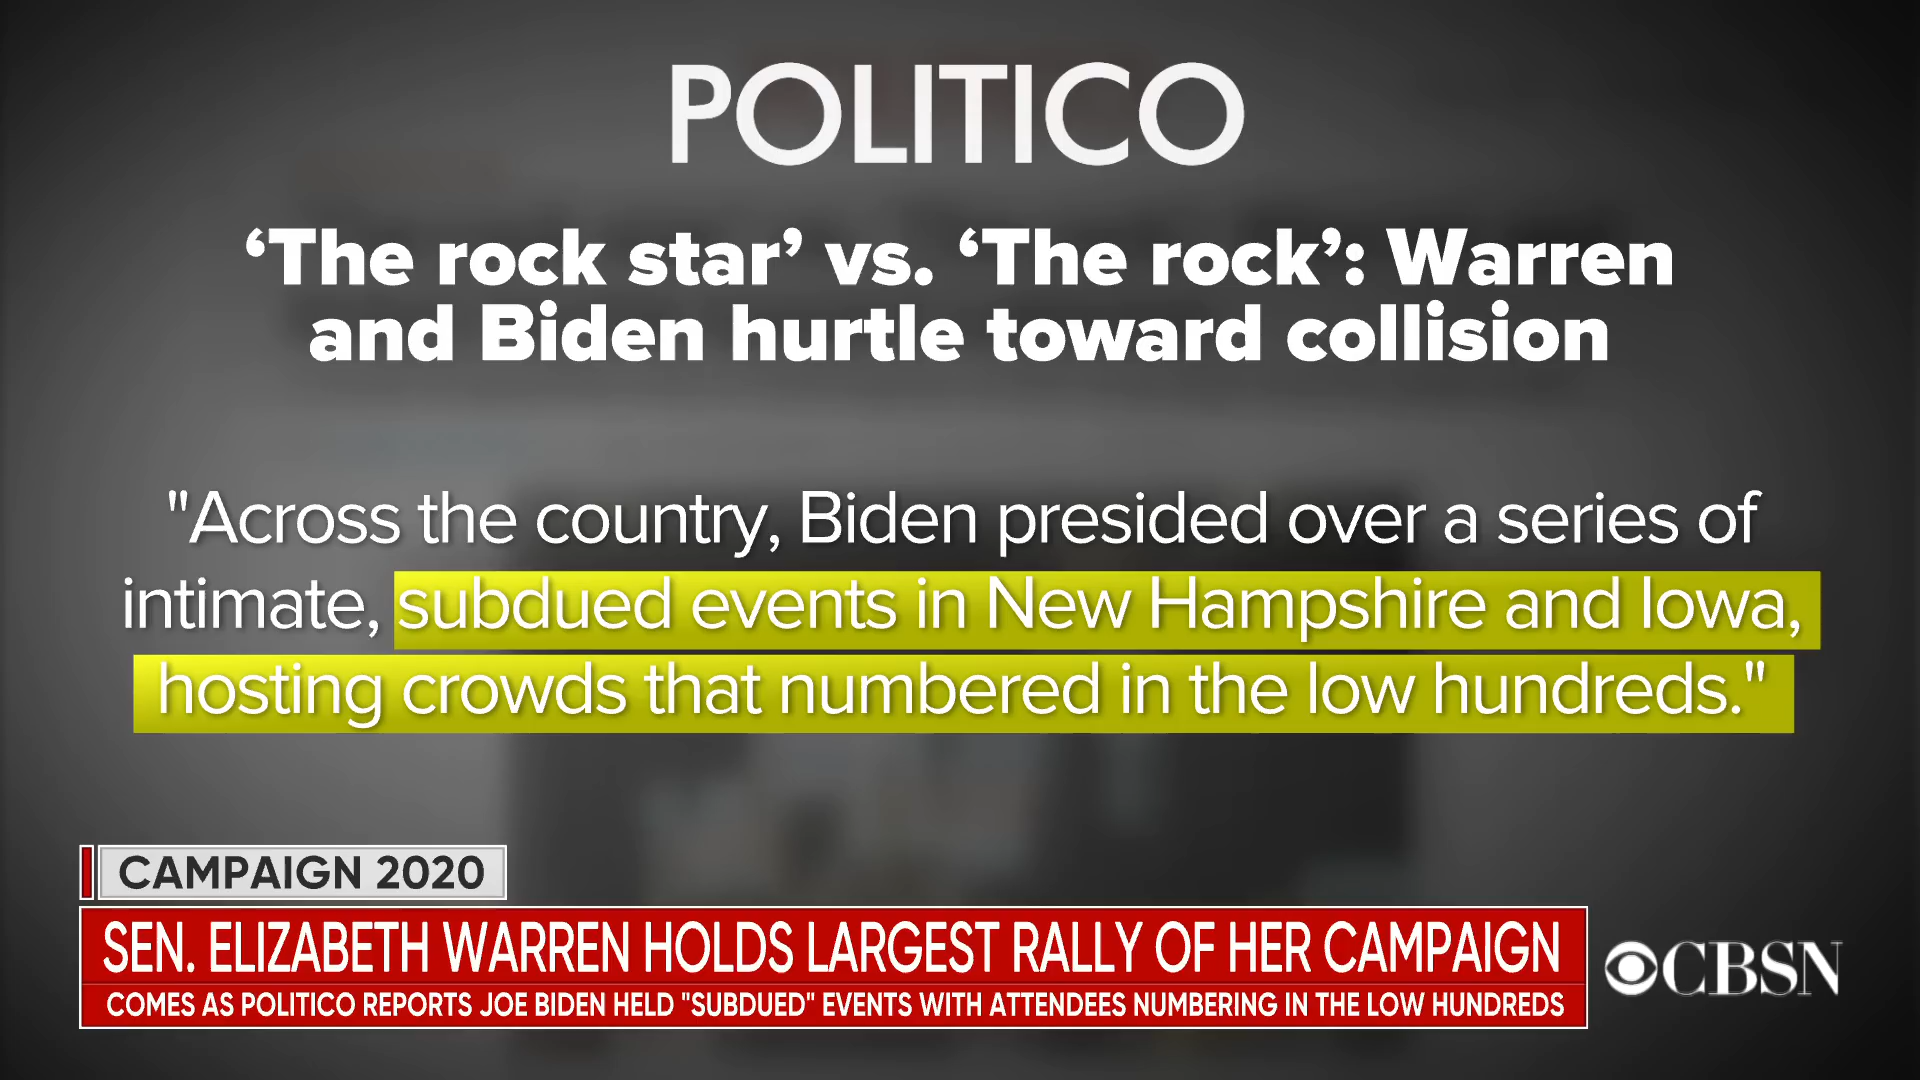 POLITICO
‘The rock star’ vs. ‘The rock’: Warren
and Biden hurtle toward collision
"Across the country, Biden presided over a series of
intimate, subdued events in New Hampshire and Iowa,
hosting crowds that numbered in the low hundreds."
CAMPAIGN 2020
SEN. ELIZABETH WARREN HOLDS LARGEST RALLY OF HER CAMPAIGN
COMES AS POLITICO REPORTS JOE BIDEN HELD "SUBDUED" EVENTS WITH ATTENDEES NUMBERING IN THE LOW HUNDREDS
CBSN